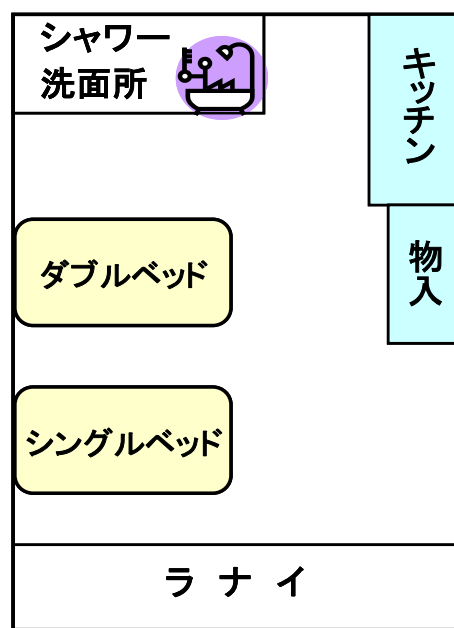 シャワー
洗面所
キッチン
物入
ダブルベッド
シングルベッド
ラ ナ イ